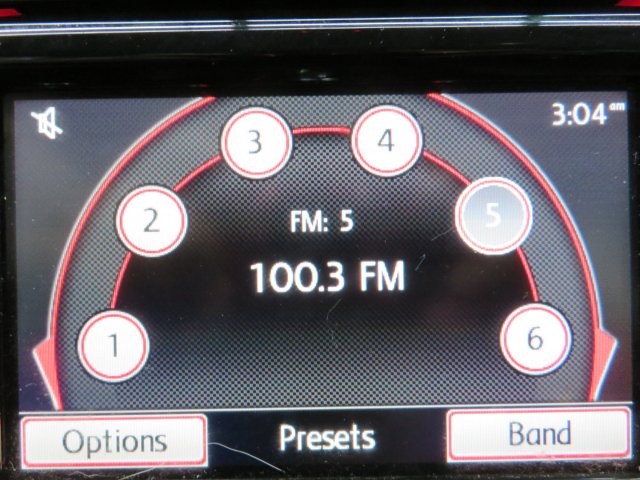 3:04 am
3 4
2 5
FM: 5
100.3 FM
1 6
Options Presets Band